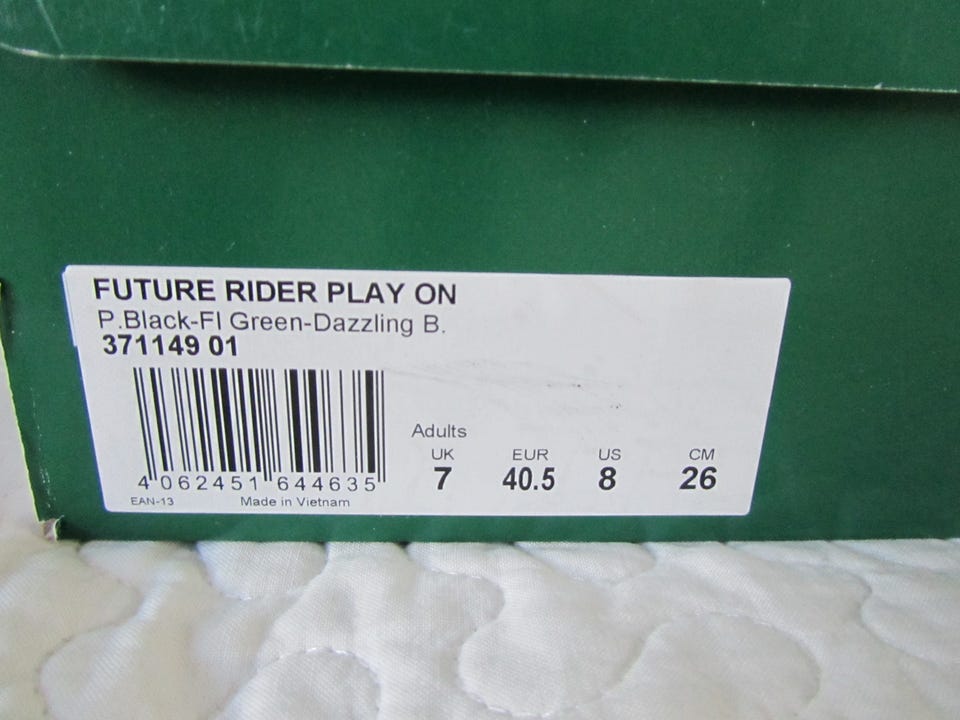 FUTURE RIDER PLAY ON
P.Black-Fl Green-Dazzling B.
371149 01
4 062451 644635
EAN-13 Made in Vietnam
Adults
UK EUR US CM
7 40.5 8 26